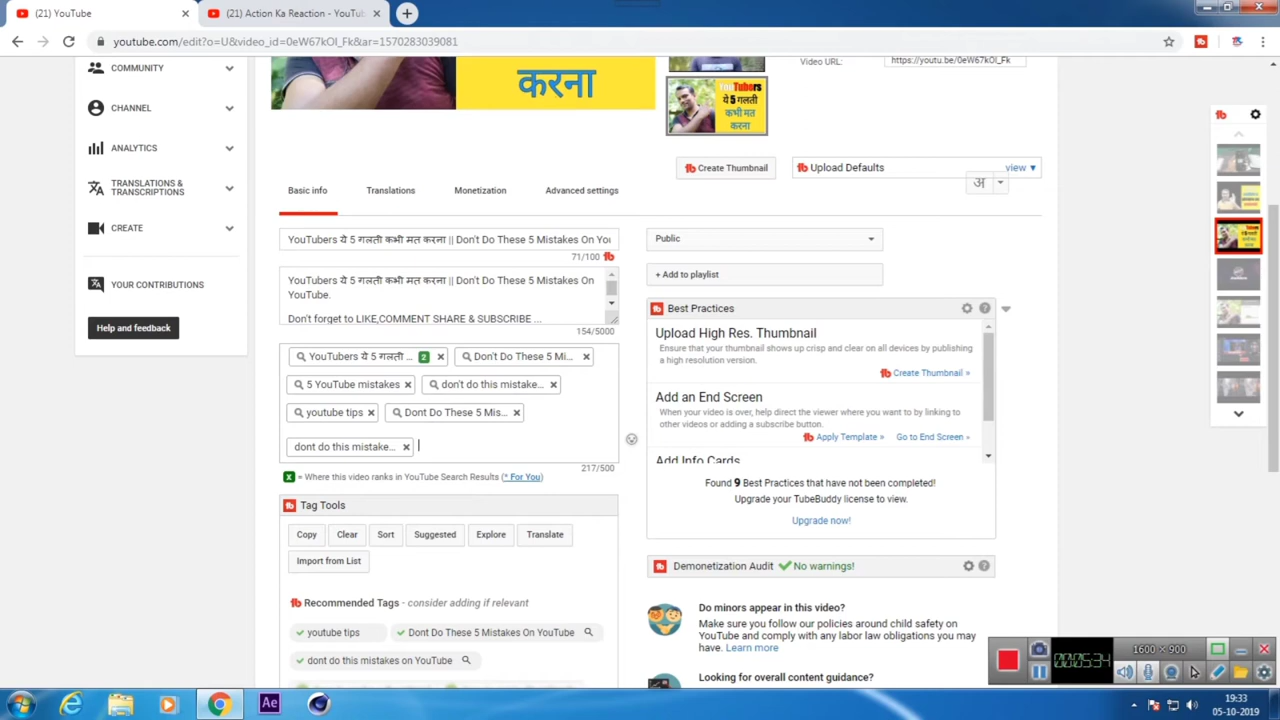 (21) YouTube
(21) Action Ka Reaction - YouTub
youtube.com/edit?o=U&video_id=0eW67kOl_Fk&ar=1570283039081
COMMUNITY
CHANNEL
ANALYTICS
TRANSLATIONS &
TRANSCRIPTIONS
CREATE
YOUR CONTRIBUTIONS
Help and feedback
करना
YouTubers
ये 5 गलती
कभी मत
करना
Video URL:
https://youtu.be/0eW67kOl_Fk
Create Thumbnail
Upload Defaults
view ▼
अ
Basic info
Translations
Monetization
Advanced settings
YouTubers ये 5 गलती कभी मत करना || Don't Do These 5 Mistakes On You
71/100
YouTubers ये 5 गलती कभी मत करना || Don't Do These 5 Mistakes On
YouTube.
Don't forget to LIKE,COMMENT SHARE & SUBSCRIBE ...
154/5000
YouTubers ये 5 गलती ... 2
Don't Do These 5 Mi...
5 YouTube mistakes
don't do this mistake...
youtube tips
Dont Do These 5 Mis...
dont do this mistake...
217/500
x = Where this video ranks in YouTube Search Results (* For You)
Tag Tools
Copy
Clear
Sort
Suggested
Explore
Translate
Import from List
Recommended Tags - consider adding if relevant
youtube tips
Dont Do These 5 Mistakes On YouTube
dont do this mistakes on YouTube
Public
+ Add to playlist
Best Practices
Upload High Res. Thumbnail
Ensure that your thumbnail shows up crisp and clear on all devices by publishing
a high resolution version.
Create Thumbnail »
Add an End Screen
When your video is over, help direct the viewer where you want to by linking to
other videos or adding a subscribe button.
Apply Template »
Go to End Screen »
Add Info Cards
Found 9 Best Practices that have not been completed!
Upgrade your TubeBuddy license to view.
Upgrade now!
Demonetization Audit
No warnings!
Do minors appear in this video?
Make sure you follow our policies around child safety on
YouTube and comply with any labor law obligations you may
have. Learn more
Looking for overall content guidance?
1600 × 900
00:05:34
19:33
05-10-2019